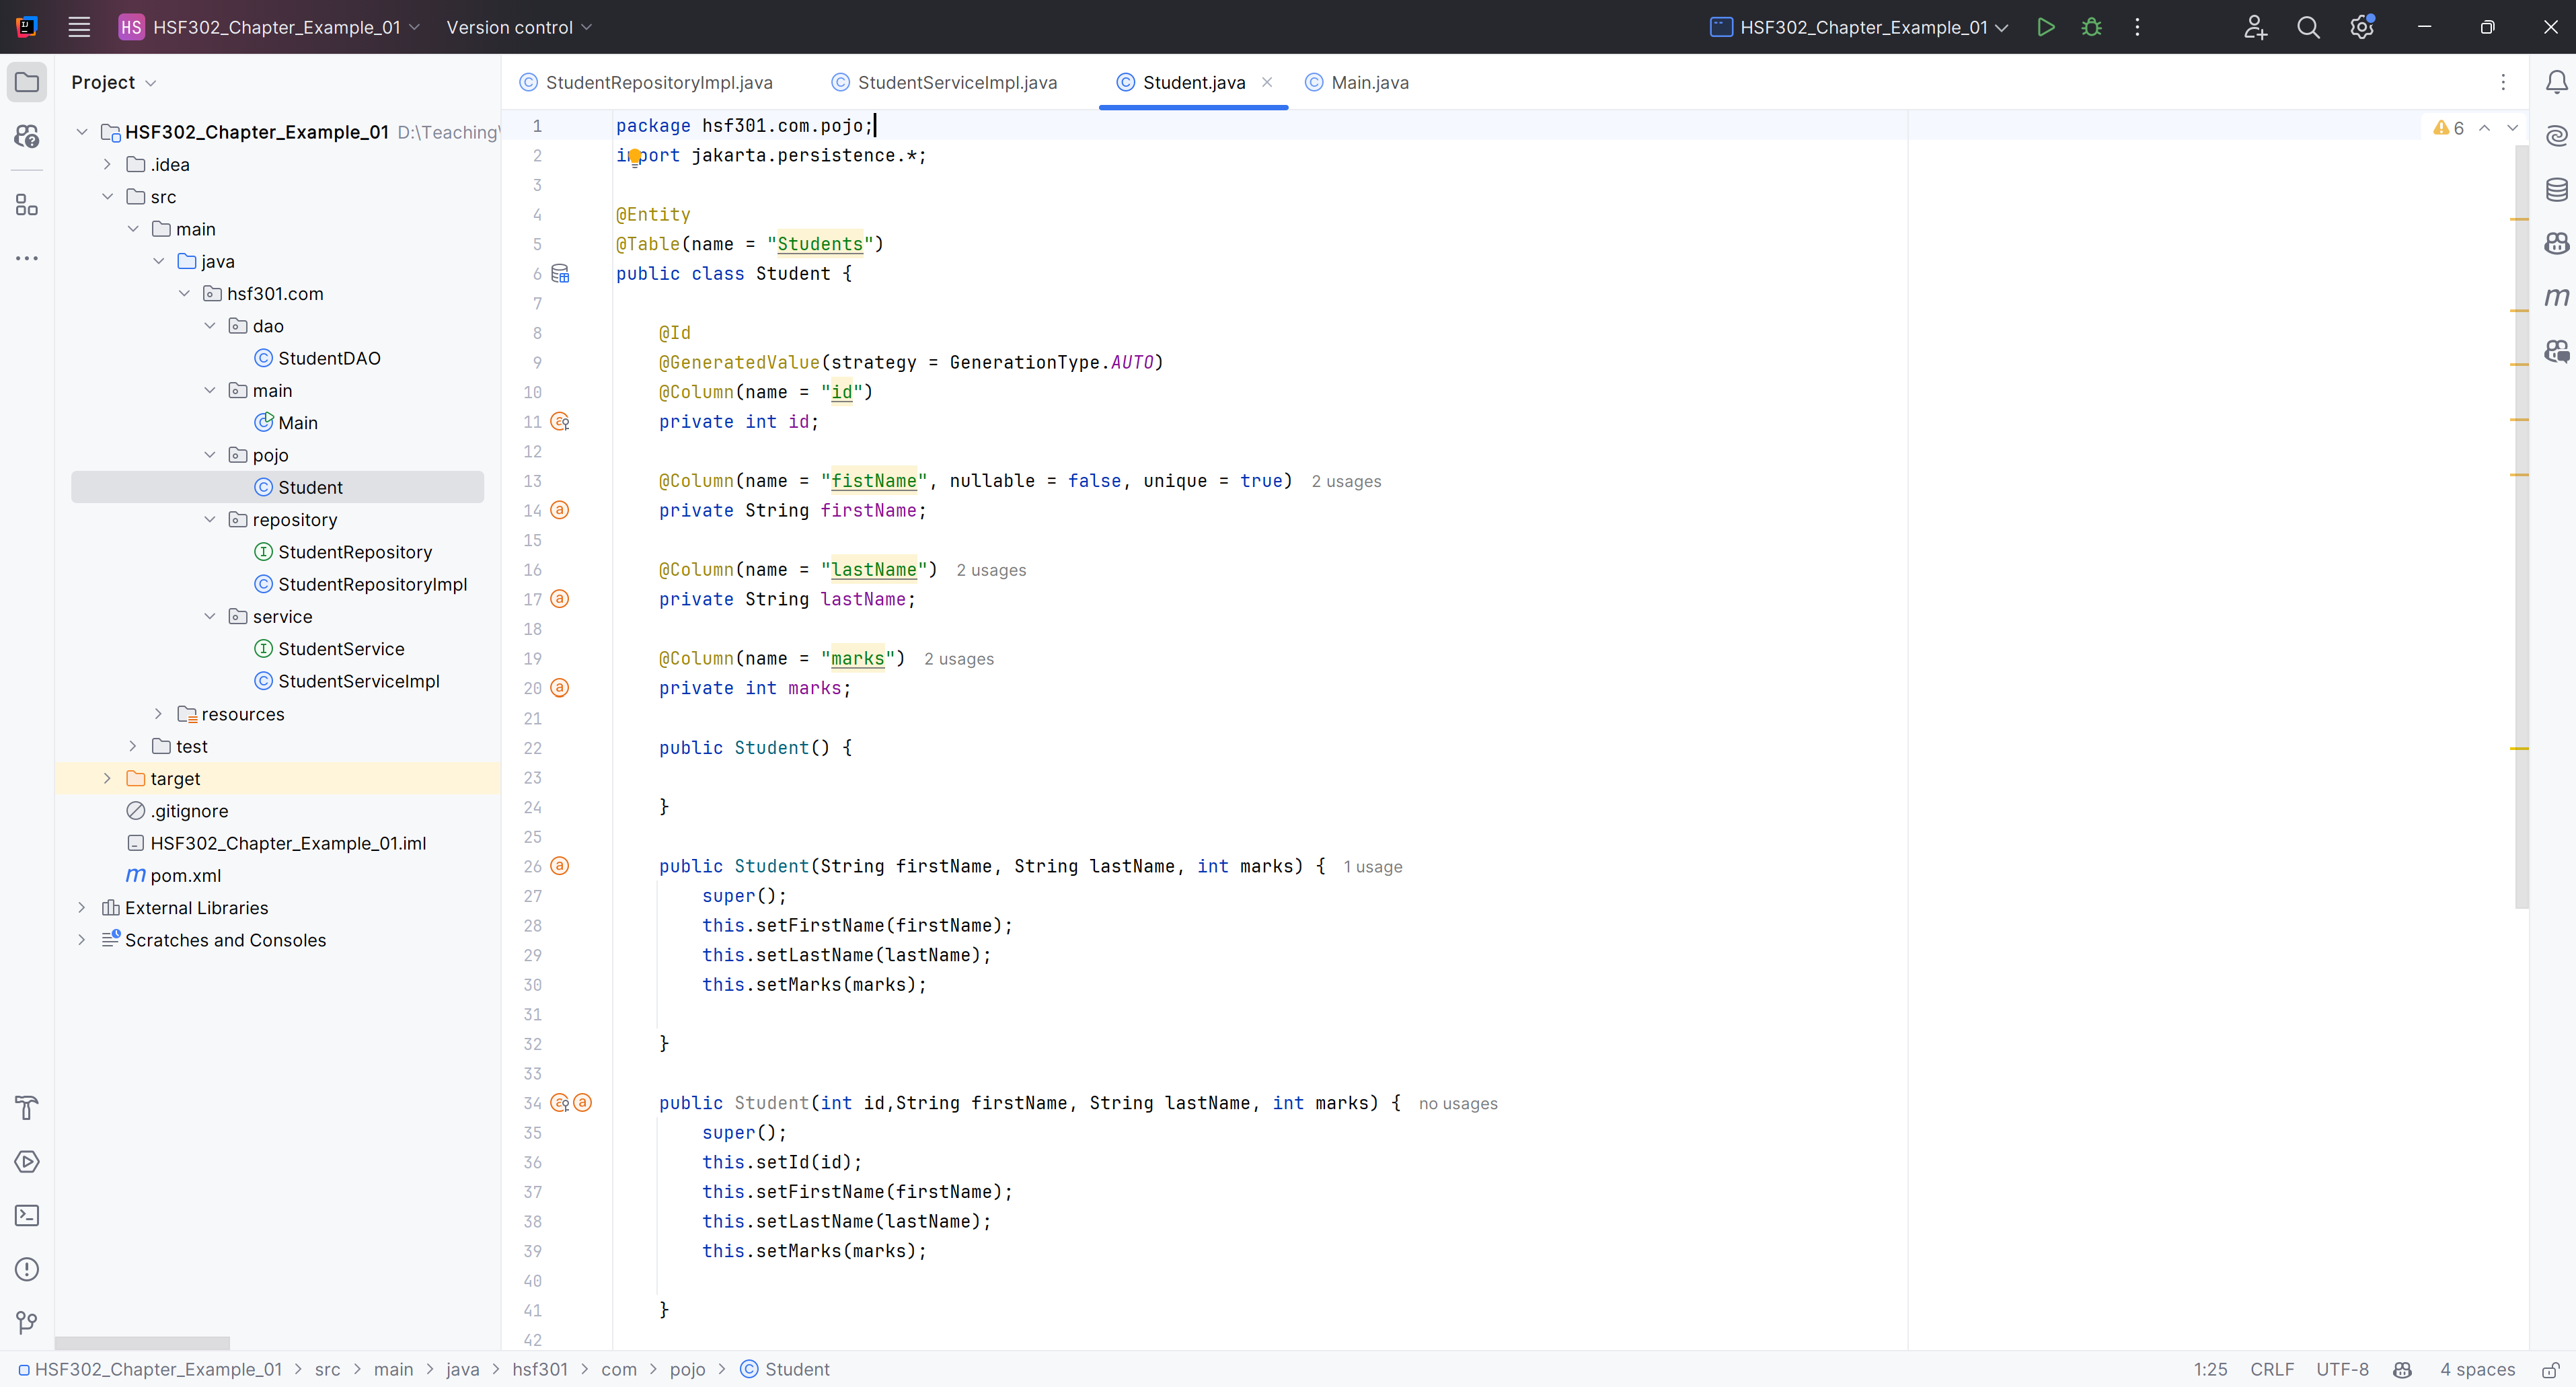 HS HSF302_Chapter_Example_01 Version control HSF302_Chapter_Example_01
Project
HSF302_Chapter_Example_01 D:\Teaching\
.idea
src
main
java
hsf301.com
dao
StudentDAO
main
Main
pojo
Student
repository
StudentRepository
StudentRepositoryImpl
service
StudentService
StudentServiceImpl
resources
test
target
.gitignore
HSF302_Chapter_Example_01.iml
pom.xml
External Libraries
Scratches and Consoles
StudentRepositoryImpl.java StudentServiceImpl.java Student.java Main.java
6
1 package hsf301.com.pojo;
2 import jakarta.persistence.*;
3
4 @Entity
5 @Table(name = "Students")
6 public class Student {
7
8 @Id
9 @GeneratedValue(strategy = GenerationType.AUTO)
10 @Column(name = "id")
11 private int id;
12
13 @Column(name = "fistName", nullable = false, unique = true) 2 usages
14 private String firstName;
15
16 @Column(name = "lastName") 2 usages
17 private String lastName;
18
19 @Column(name = "marks") 2 usages
20 private int marks;
21
22 public Student() {
23
24 }
25
26 public Student(String firstName, String lastName, int marks) { 1 usage
27 super();
28 this.setFirstName(firstName);
29 this.setLastName(lastName);
30 this.setMarks(marks);
31
32 }
33
34 public Student(int id,String firstName, String lastName, int marks) { no usages
35 super();
36 this.setId(id);
37 this.setFirstName(firstName);
38 this.setLastName(lastName);
39 this.setMarks(marks);
40
41 }
42
HSF302_Chapter_Example_01 > src > main > java > hsf301 > com > pojo > Student 1:25 CRLF UTF-8 4 spaces